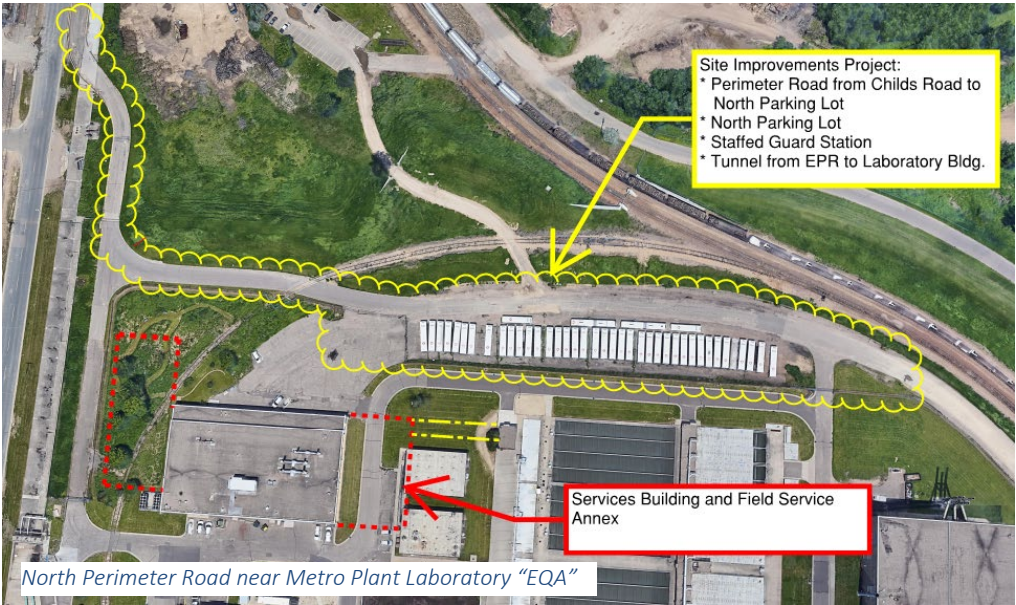 Site Improvements Project:
* Perimeter Road from Childs Road to
North Parking Lot
* North Parking Lot
* Staffed Guard Station
* Tunnel from EPR to Laboratory Bldg.
Services Building and Field Service
Annex
North Perimeter Road near Metro Plant Laboratory “EQA”